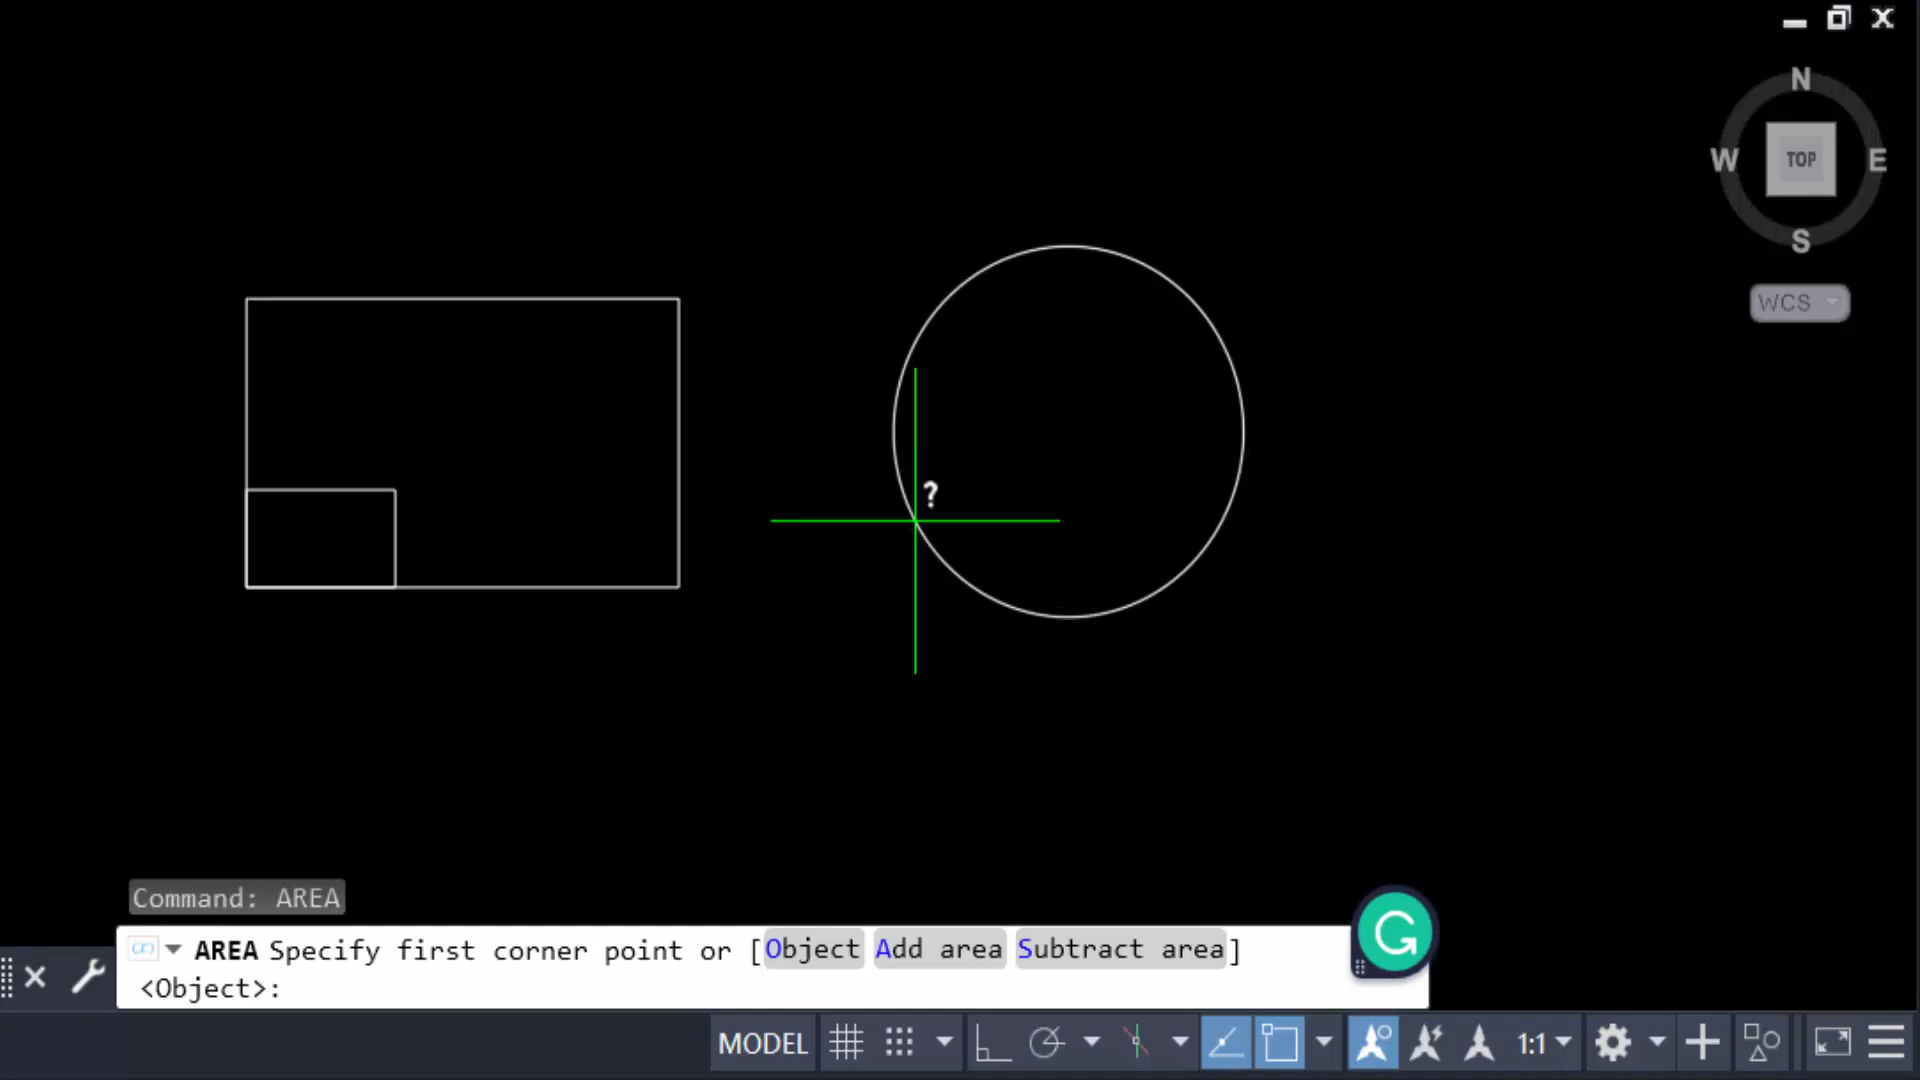 N
W TOP E
S
WCS
?
Command: AREA
AREA Specify first corner point or [Object Add area Subtract area]
<Object>:
MODEL 1:1